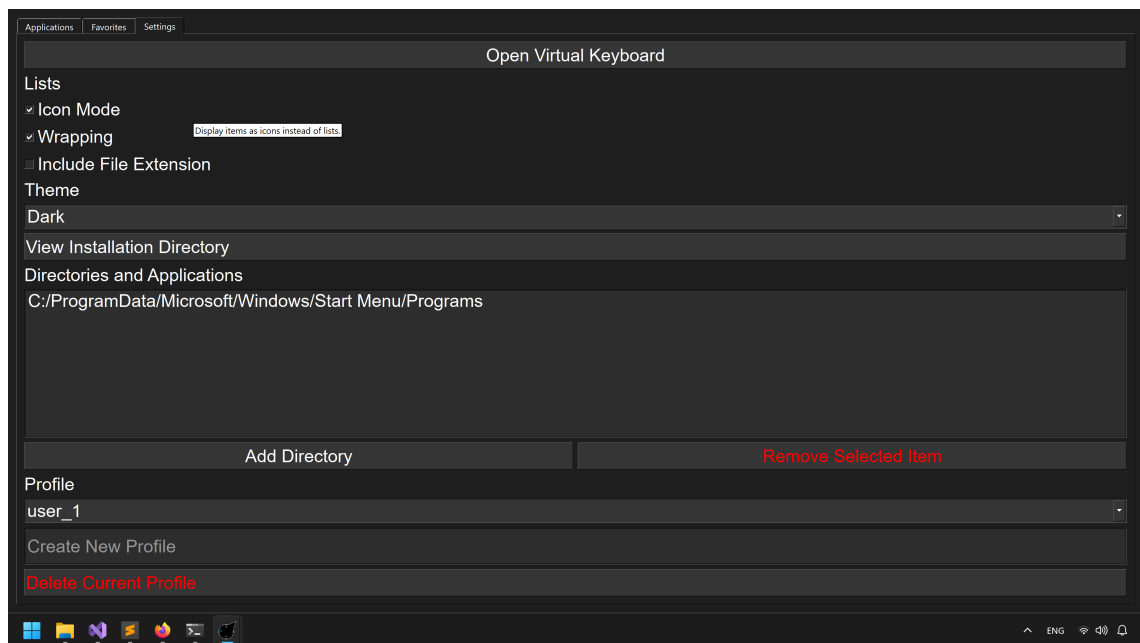 Applications Favorites Settings
Open Virtual Keyboard
Lists
Icon Mode
Wrapping
Display items as icons instead of lists.
Include File Extension
Theme
Dark
View Installation Directory
Directories and Applications
C:/ProgramData/Microsoft/Windows/Start Menu/Programs
Add Directory Remove Selected Item
Profile
user_1
Create New Profile
Delete Current Profile
ENG